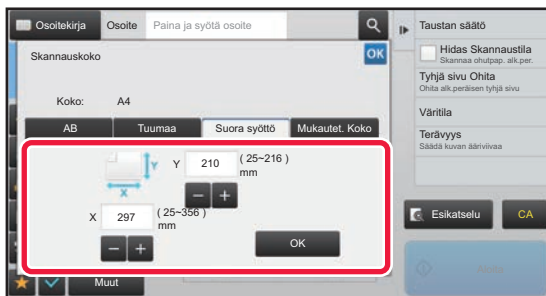 Osoitekirja
Osoite
Paina ja syötä osoite
Skannauskoko
OK
Koko: A4
AB
Tuumaa
Suora syöttö
Mukautet. Koko
Y 210 ( 25~216 )
mm
X 297 ( 25~356 )
mm
OK
Muut
Taustan säätö
Hidas Skannaustila
Skannaa ohutpap. alk.per.
Tyhjä sivu Ohita
Ohita alk.peräisen tyhjä sivu
Väritila
Terävyys
Säädä kuvan ääriviivaa
Esikatselu
CA